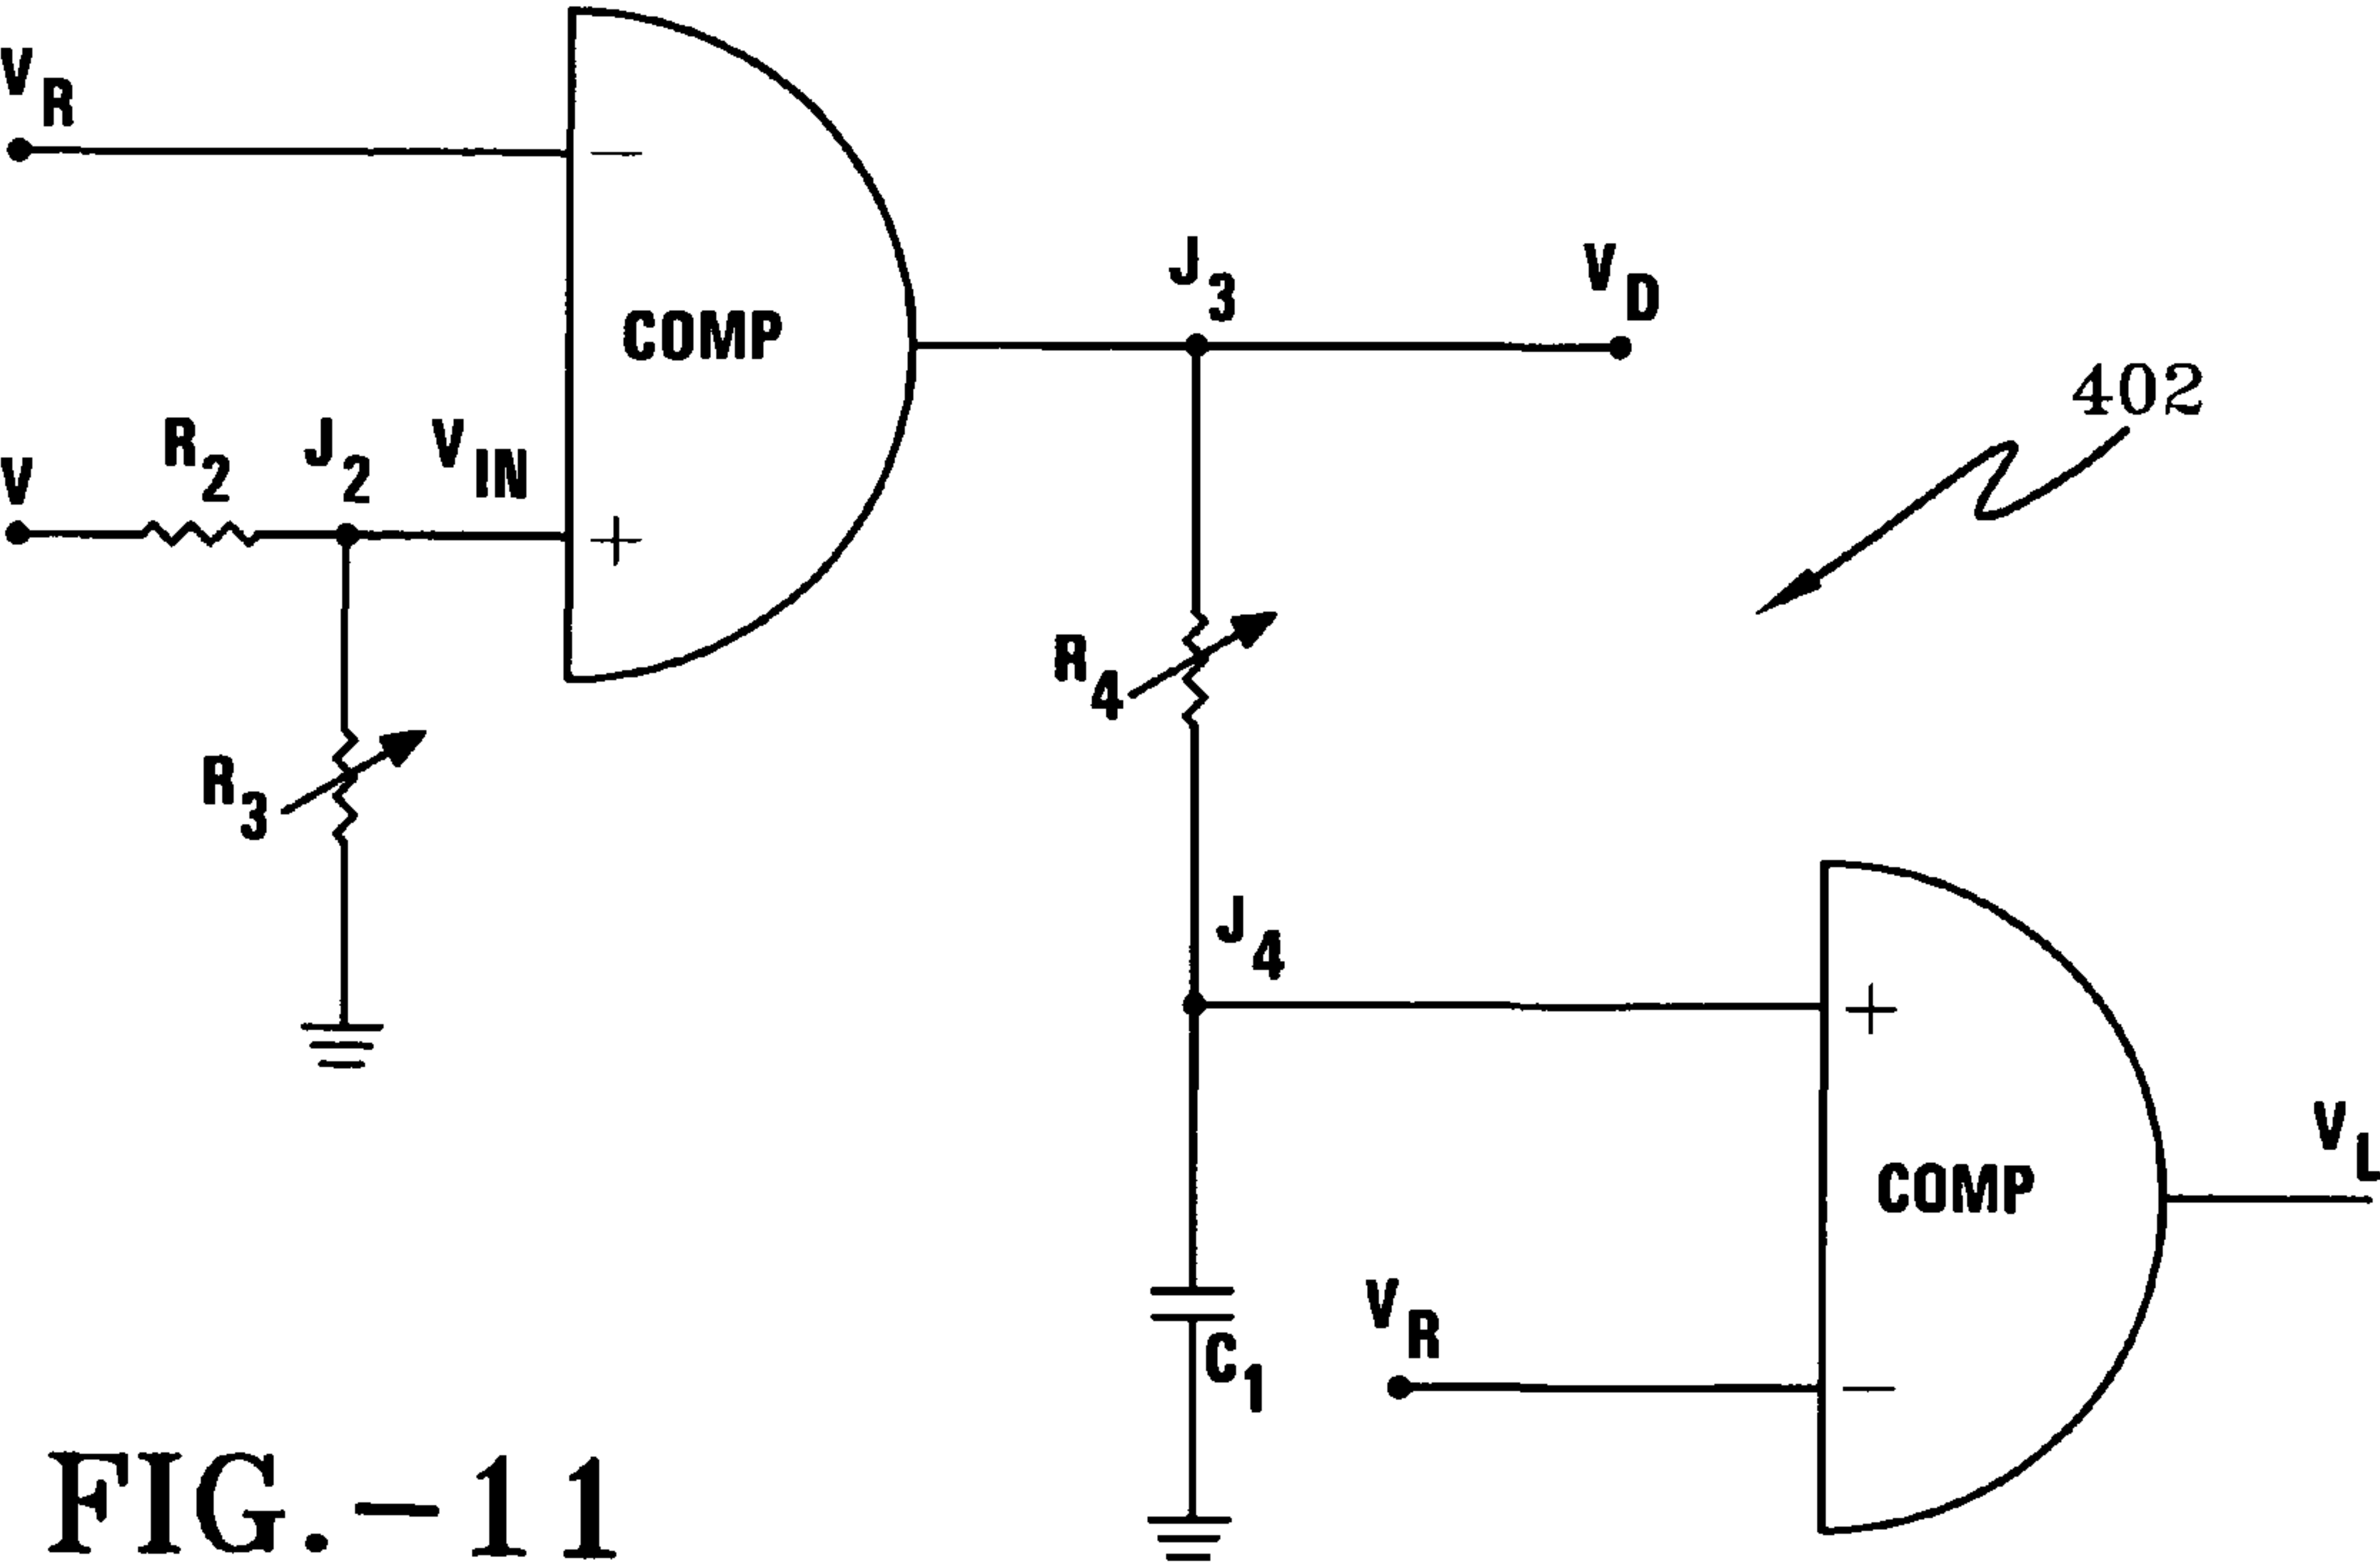 VR
−
COMP
J3
VD
402
V
R2
J2
VIN
+
R4
R3
J4
+
COMP
VL
VR
−
C1
FIG.-11